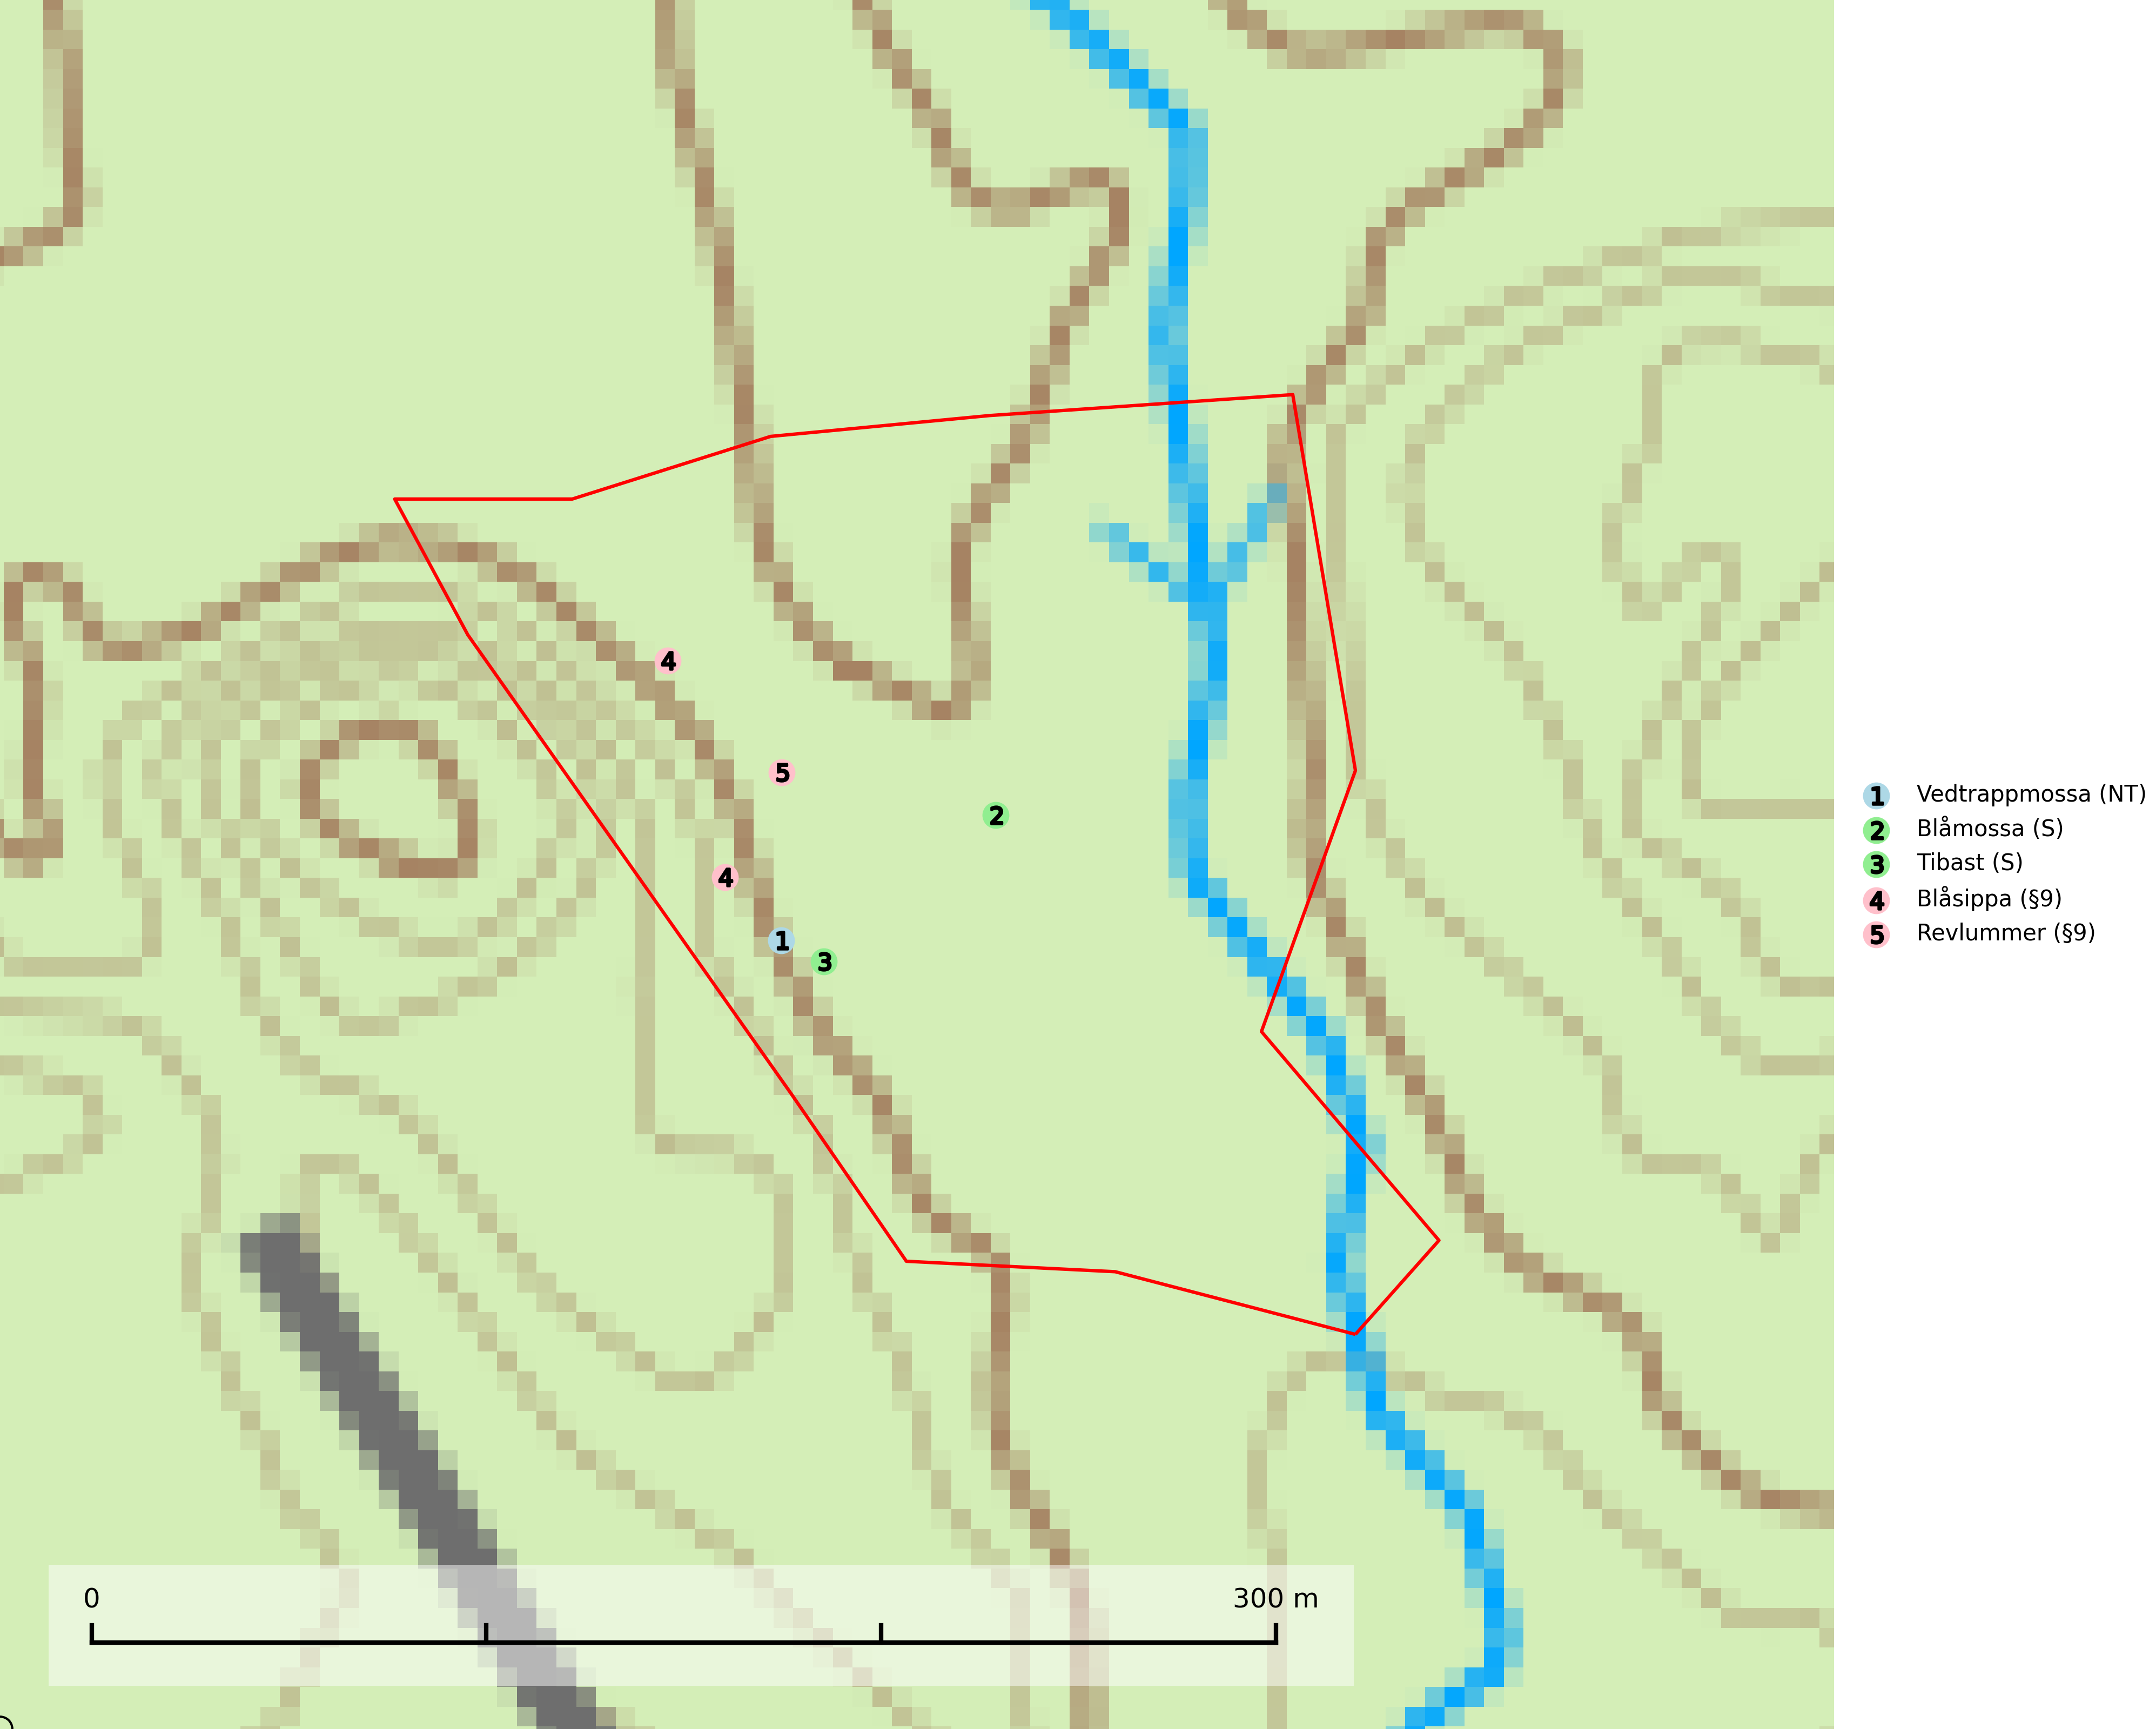 4
5
2
4
1
3
1 Vedtrappmossa (NT)
2 Blåmossa (S)
3 Tibast (S)
4 Blåsippa (§9)
5 Revlummer (§9)
0 300 m